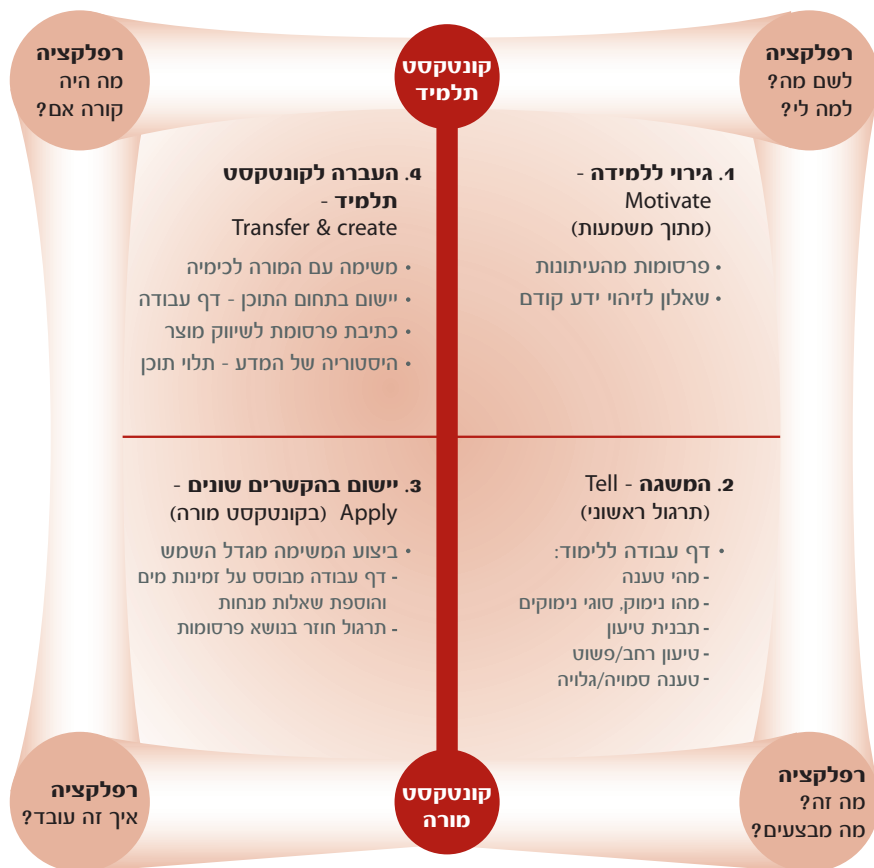 רפלקציה
לשם מה?
למה לי?
קונטקסט
תלמיד
רפלקציה
מה היה
קורה אם?
1. גירוי ללמידה -
Motivate
(מתוך משמעות)
• פרסומות מהעיתונות
• שאלון לזיהוי ידע קודם
4. העברה לקונטקסט
תלמיד -
Transfer & create
• משימה עם המורה לכימיה
• יישום בתחום התוכן - דף עבודה
• כתיבת פרסומת לשיווק מוצר
• היסטוריה של המדע - תלוי תוכן
2. המשגה - Tell
(תרגול ראשוני)
• דף עבודה ללימוד:
- מהי טענה
- מהו נימוק, סוגי נימוקים
- תבנית טיעון
- טיעון רחב/פשוט
- טענה סמויה/גלויה
3. יישום בהקשרים שונים -
Apply (בקונטקסט מורה)
• ביצוע המשימה מגדל השמש
- דף עבודה מבוסס על זמינות מים
והוספת שאלות מנחות
- תרגול חוזר בנושא פרסומות
רפלקציה
מה זה?
מה מבצעים?
קונטקסט
מורה
רפלקציה
איך זה עובד?